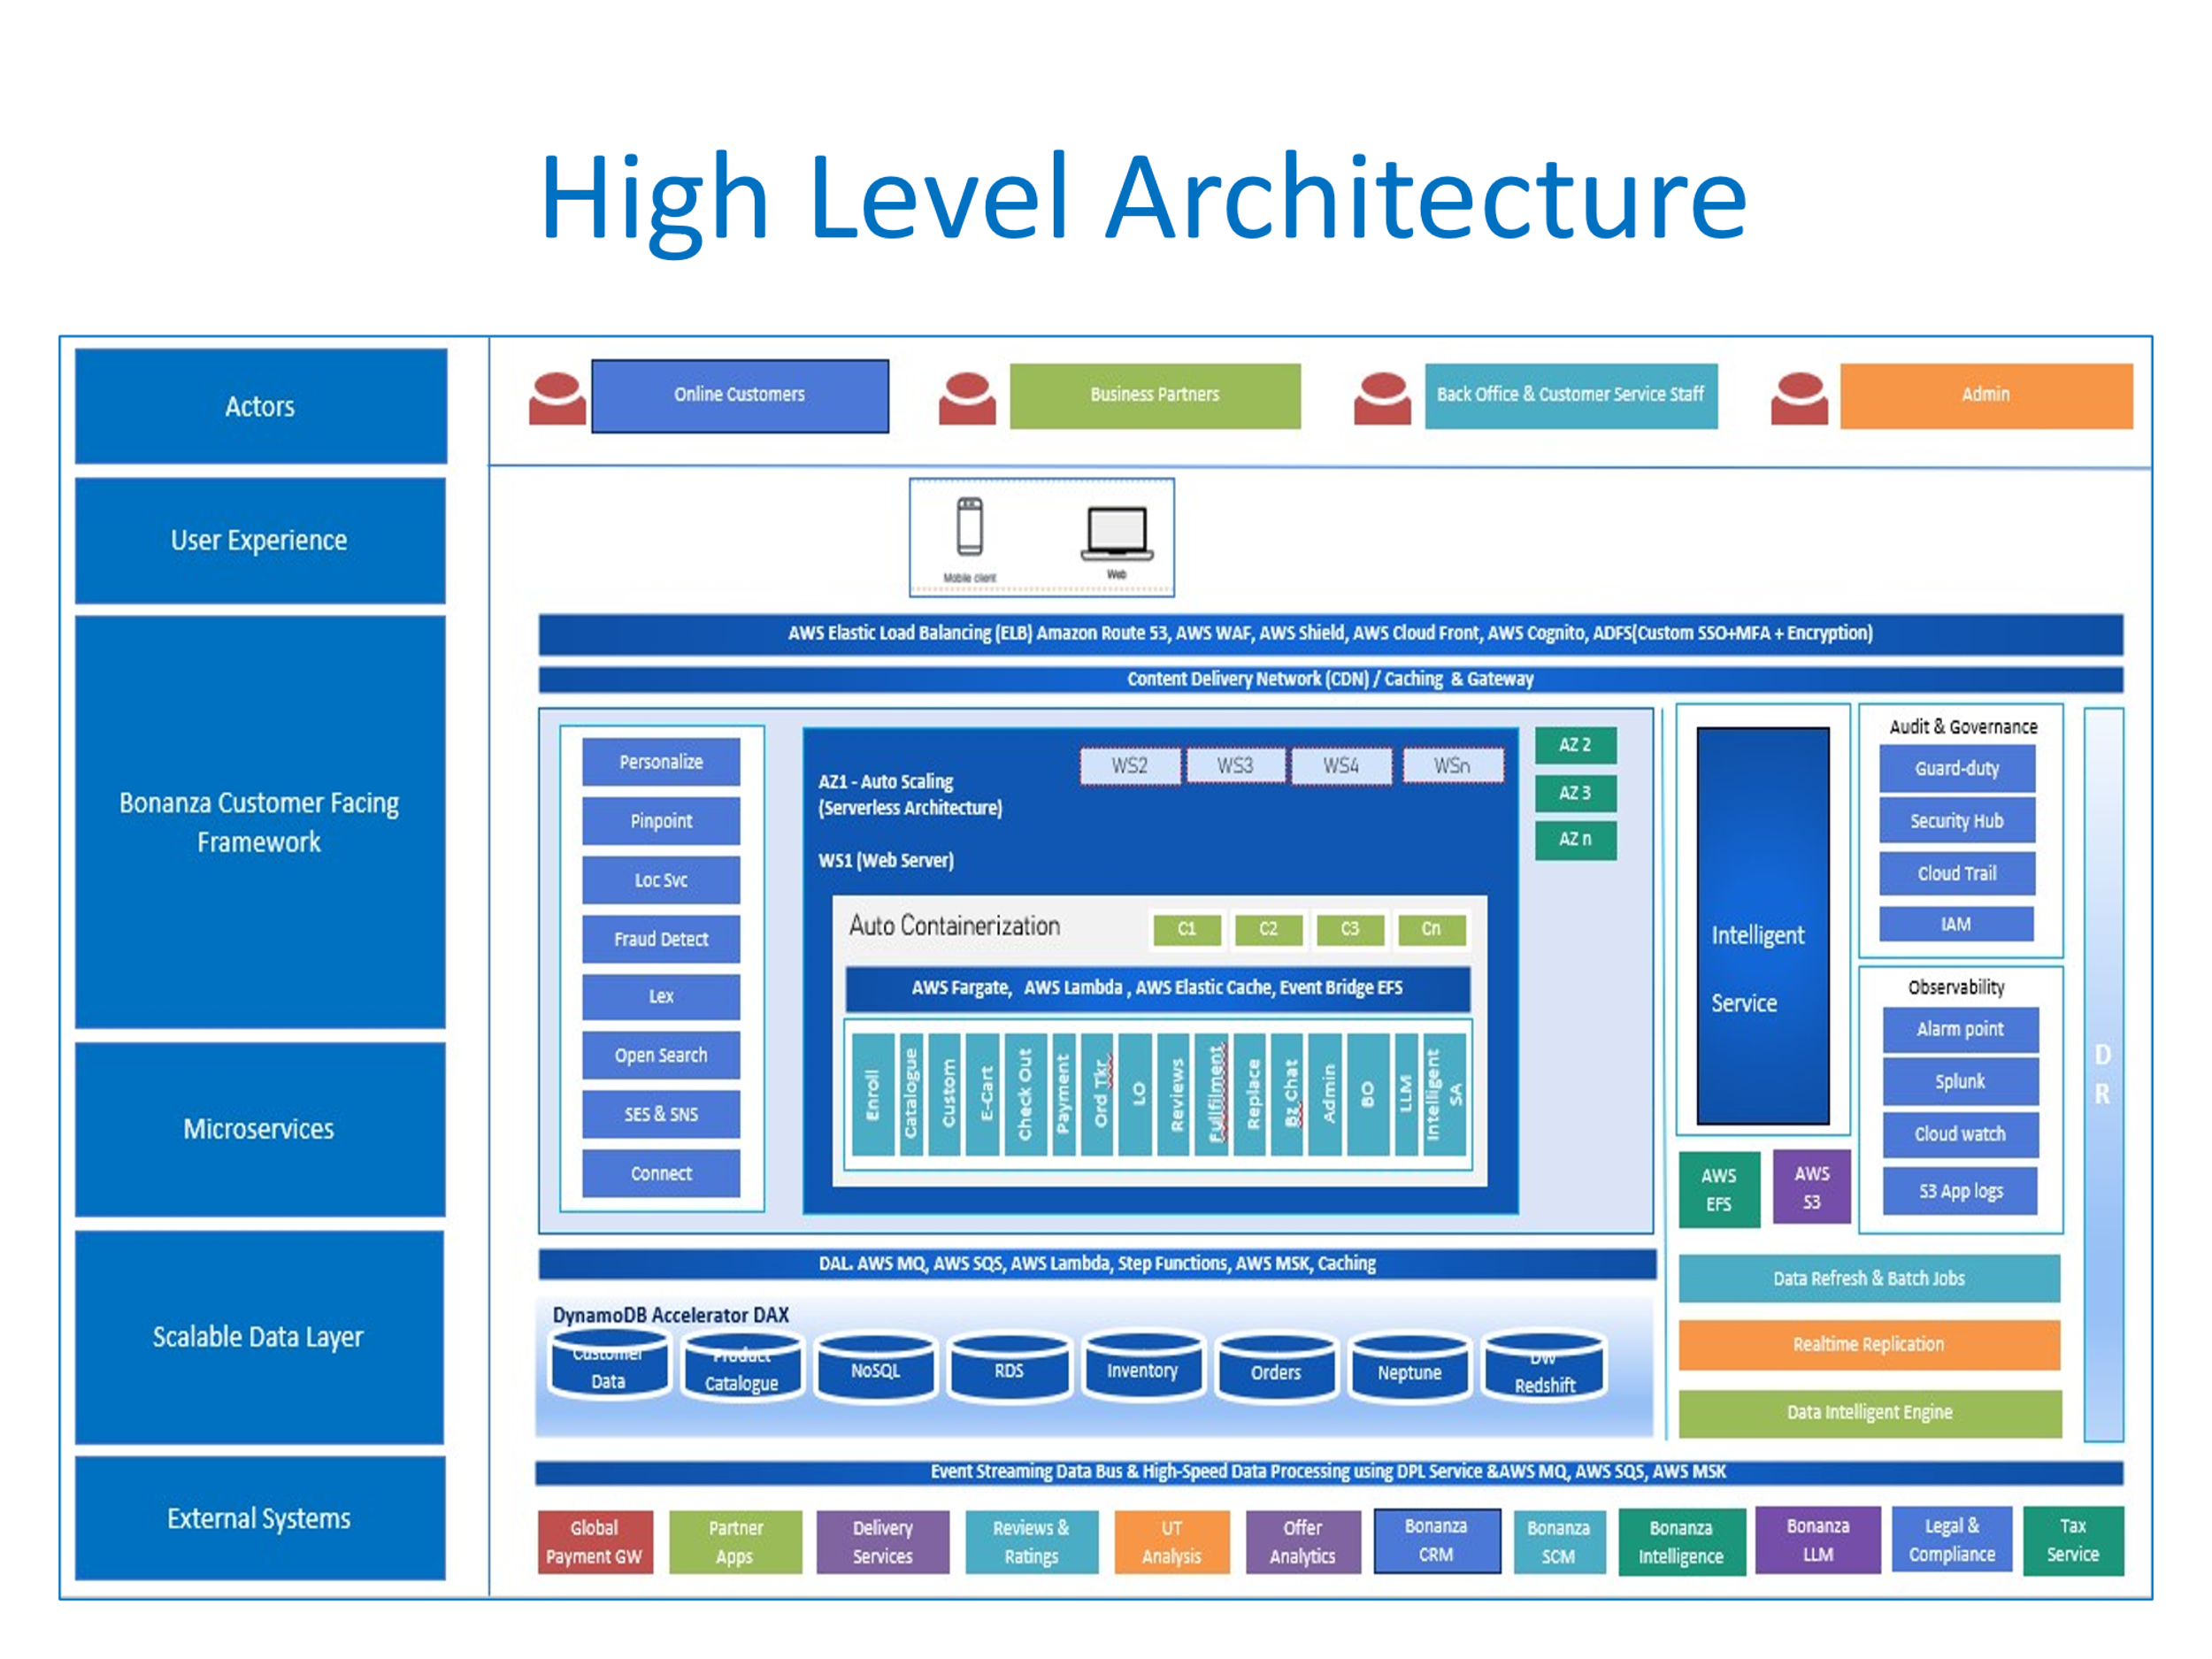 High Level Architecture
Actors
Online Customers
Business Partners
Back Office & Customer Service Staff
Admin
User Experience
Mobile client
Web
Bonanza Customer Facing
Framework
AWS Elastic Load Balancing (ELB) Amazon Route 53, AWS WAF, AWS Shield, AWS Cloud Front, AWS Cognito, ADFS(Custom SSO+MFA + Encryption)
Content Delivery Network (CDN) / Caching & Gateway
Personalize
Pinpoint
Loc Svc
Fraud Detect
Lex
Open Search
SES & SNS
Connect
AZ1 - Auto Scaling
(Serverless Architecture)
WS1 (Web Server)
WS2
WS3
WS4
WSn
AZ 2
AZ 3
AZ n
Auto Containerization
C1
C2
C3
Cn
AWS Fargate, AWS Lambda , AWS Elastic Cache, Event Bridge EFS
Microservices
Enroll
Catalogue
Custom
E-Cart
Check Out
Payment
Ord Tkr
LO
Reviews
Fullfilment
Replace
Bz Chat
Admin
BO
LLM
Intelligent
SA
Intelligent
Service
AWS
EFS
AWS
S3
Audit & Governance
Guard-duty
Security Hub
Cloud Trail
IAM
Observability
Alarm point
Splunk
Cloud watch
S3 App logs
D
R
Scalable Data Layer
DAL. AWS MQ, AWS SQS, AWS Lambda, Step Functions, AWS MSK, Caching
DynamoDB Accelerator DAX
Customer
Data
Product
Catalogue
NoSQL
RDS
Inventory
Orders
Neptune
DW
Redshift
Data Refresh & Batch Jobs
Realtime Replication
Data Intelligent Engine
External Systems
Event Streaming Data Bus & High-Speed Data Processing using DPL Service &AWS MQ, AWS SQS, AWS MSK
Global
Payment GW
Partner
Apps
Delivery
Services
Reviews &
Ratings
UT
Analysis
Offer
Analytics
Bonanza
CRM
Bonanza
SCM
Bonanza
Intelligence
Bonanza
LLM
Legal &
Compliance
Tax
Service